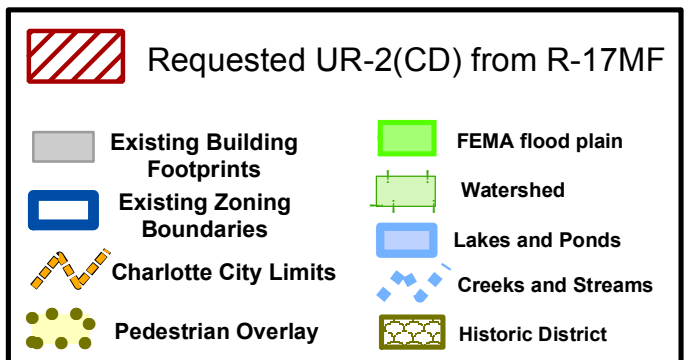 Requested UR-2(CD) from R-17MF
Existing Building
Footprints
Existing Zoning
Boundaries
Charlotte City Limits
Pedestrian Overlay
FEMA flood plain
Watershed
Lakes and Ponds
Creeks and Streams
Historic District